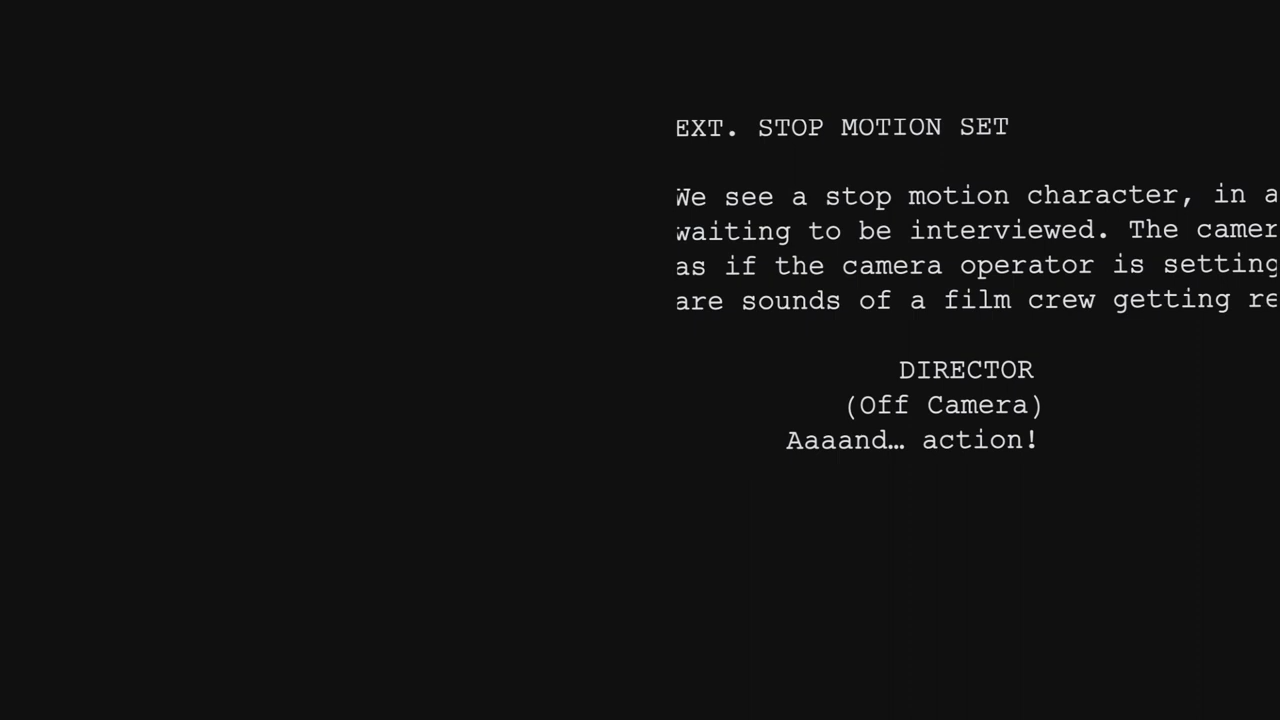 EXT. STOP MOTION SET
We see a stop motion character, in a
waiting to be interviewed. The camer
as if the camera operator is setting
are sounds of a film crew getting re
DIRECTOR
(Off Camera)
Aaaand… action!